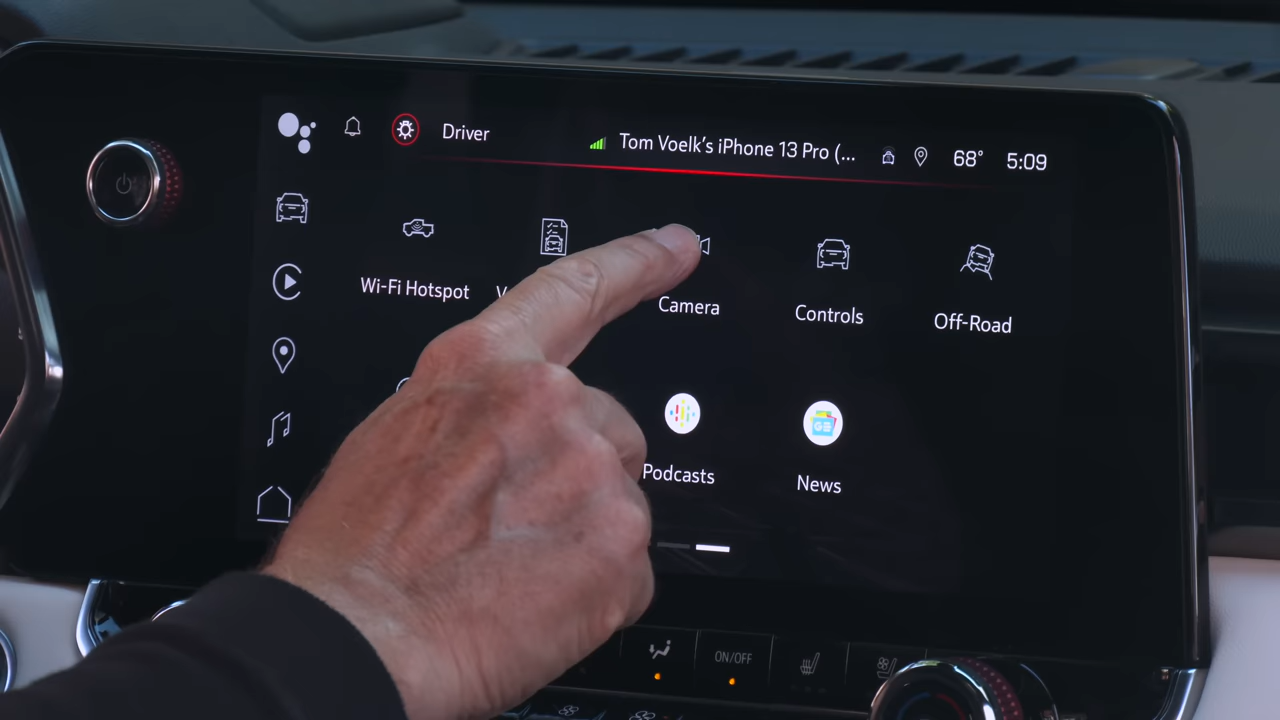 Driver
Tom Voelk's iPhone 13 Pro (...
68°
5:09
Wi-Fi Hotspot
Camera
Controls
Off-Road
Podcasts
GE
News
ON/OFF